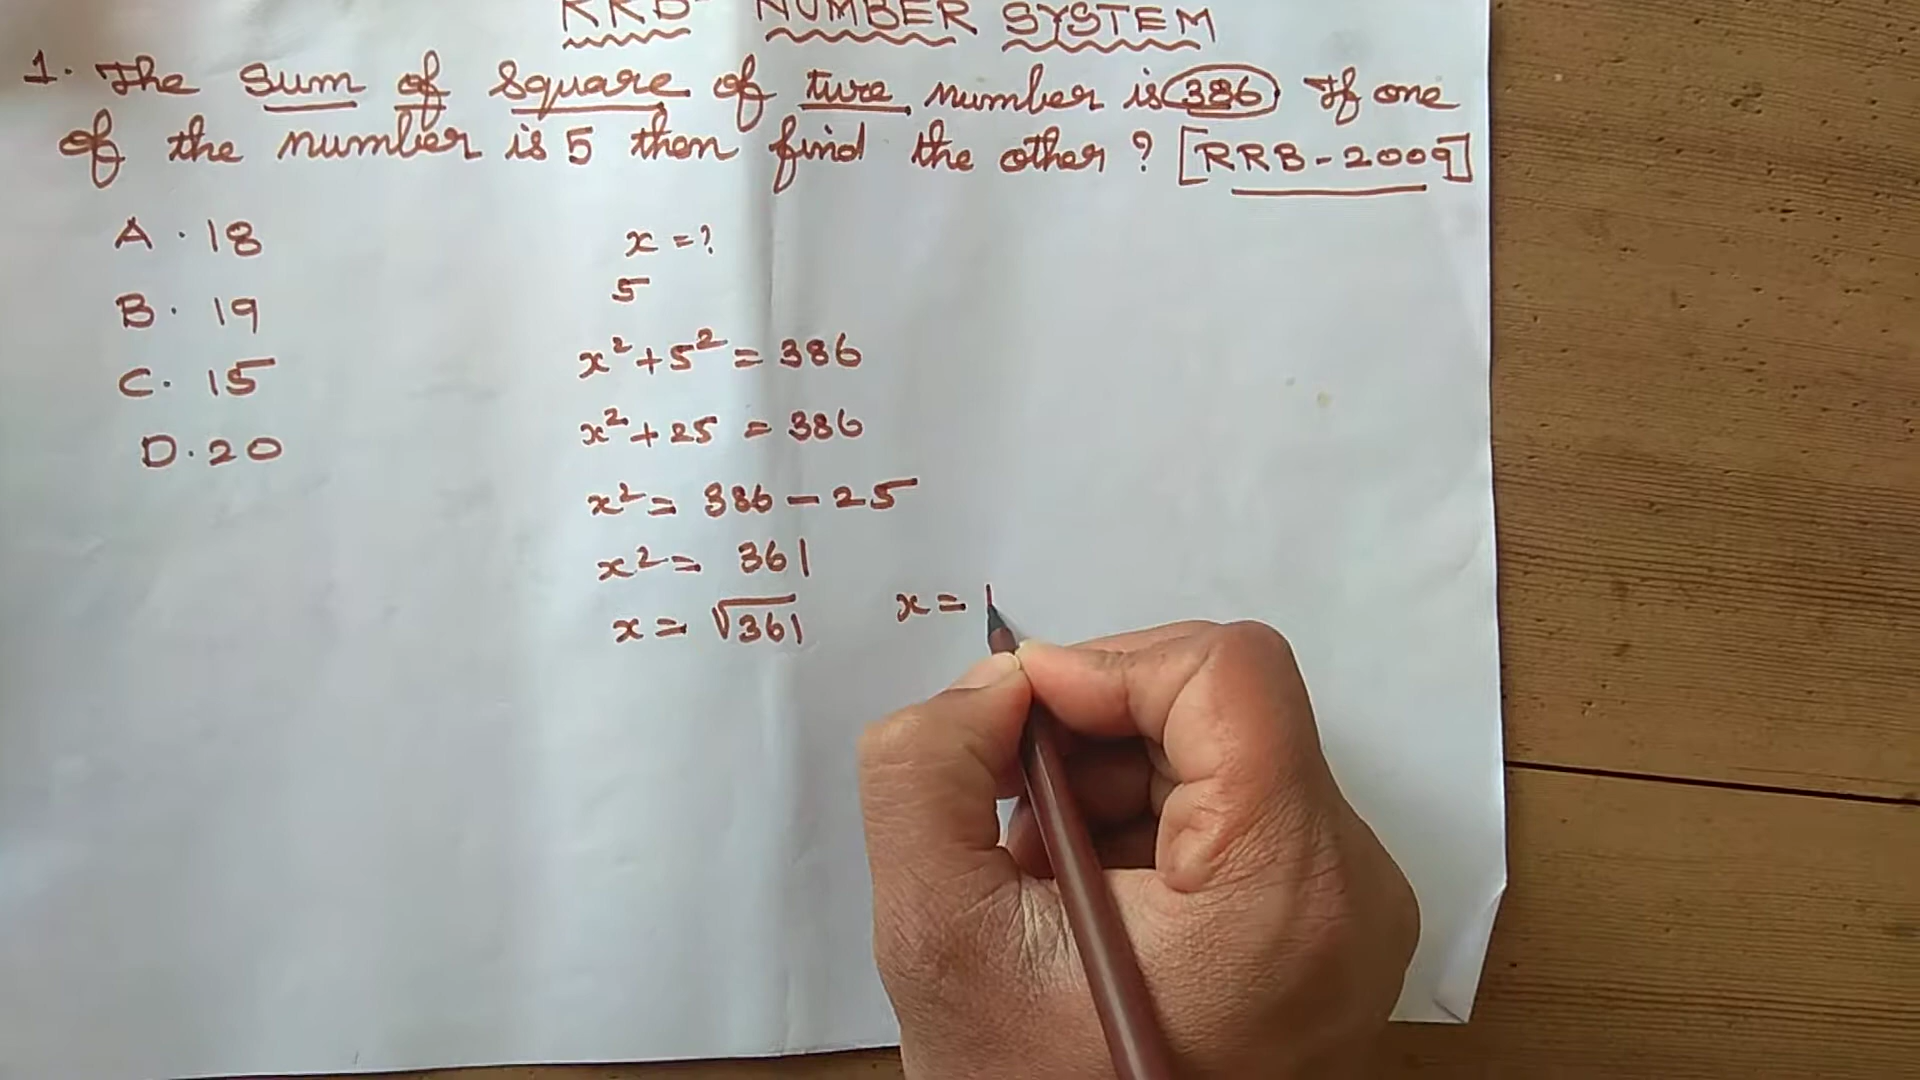 RRB NUMBER SYSTEM
1. The sum of square of two number is 386 If one
of the number is 5 then find the other ? [RRB-2009]
A. 18
B. 19
C. 15
D. 20
x = ?
5
x² + 5² = 386
x² + 25 = 386
x² = 386 - 25
x² = 361
x = √361
x = 1